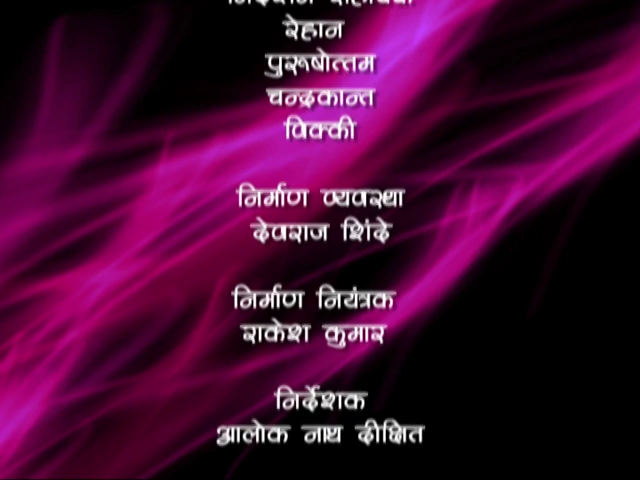 रेहान
पुरूषोत्तम
चन्द्रकान्त
विक्की
निर्माण व्यवस्था
देवराज शिंदे
निर्माण नियंत्रक
राकेश कुमार
निर्देशक
आलोक नाथ दीक्षित